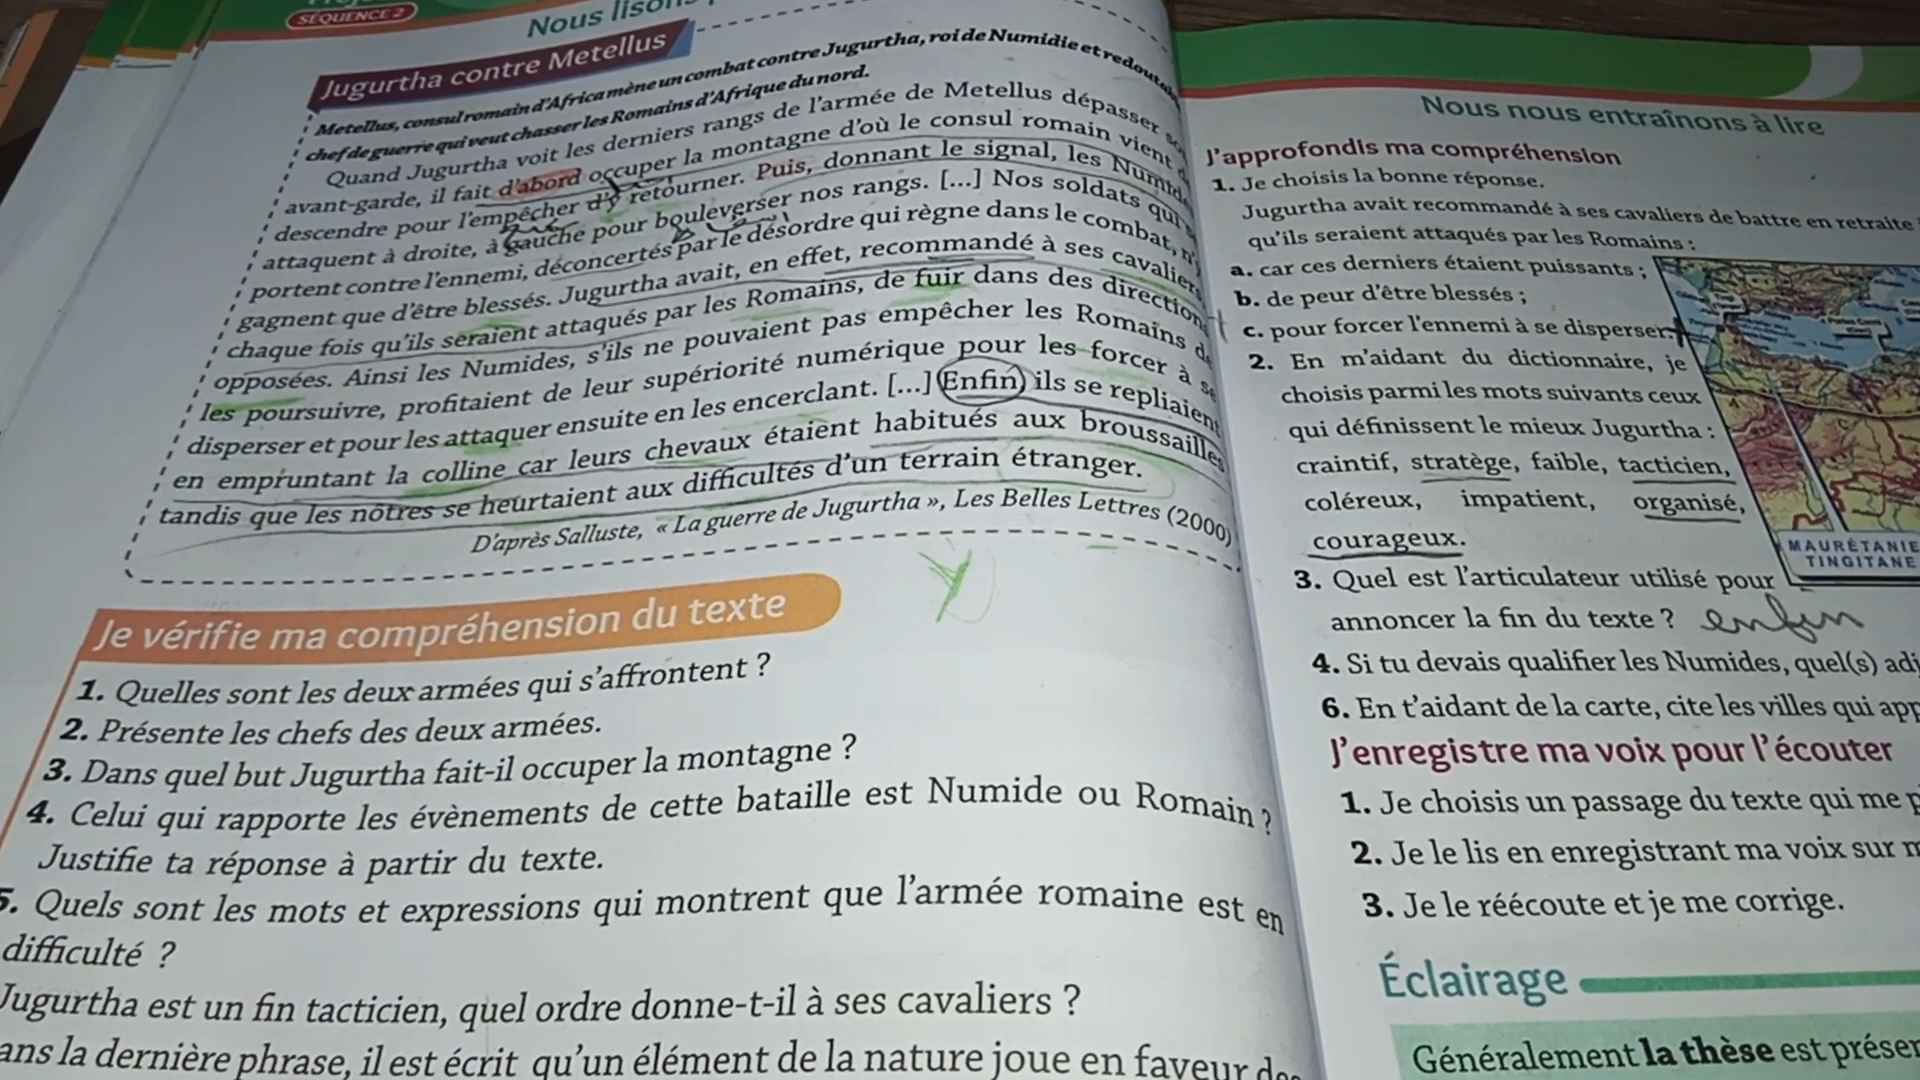 SÉQUENCE 2
Nous lisons
Jugurtha contre Metellus
Metellus, consul romain d'Africa mène un combat contre Jugurtha, roi de Numidie et
chef de guerre qui veut chasser les Romains d'Afrique du nord.
Quand Jugurtha voit les derniers rangs de l'armée de Metellus dépasser
avant-garde, il fait d'abord occuper la montagne d'où le consul romain vient
descendre pour l'empêcher d'y retourner. Puis, donnant le signal, les
attaquent à droite, à gauche pour bouleverser nos rangs. [...] Nos soldats
portent contre l'ennemi, déconcertés par le désordre qui règne dans le combat,
gagnent que d'être blessés. Jugurtha avait, en effet, recommandé à ses cavaliers
chaque fois qu'ils seraient attaqués par les Romains, de fuir dans des
opposées. Ainsi les Numides, s'ils ne pouvaient pas empêcher les Romains
les poursuivre, profitaient de leur supériorité numérique pour les forcer à
disperser et pour les attaquer ensuite en les encerclant. [...] Enfin, ils se repliaient
en empruntant la colline car leurs chevaux étaient habitués aux broussailles
tandis que les nôtres se heurtaient aux difficultés d'un terrain étranger.
D'après Salluste, « La guerre de Jugurtha », Les Belles Lettres (2000)
Je vérifie ma compréhension du texte
1. Quelles sont les deux armées qui s'affrontent ?
2. Présente les chefs des deux armées.
3. Dans quel but Jugurtha fait-il occuper la montagne ?
4. Celui qui rapporte les évènements de cette bataille est Numide ou Romain ?
Justifie ta réponse à partir du texte.
5. Quels sont les mots et expressions qui montrent que l'armée romaine est en
difficulté ?
Jugurtha est un fin tacticien, quel ordre donne-t-il à ses cavaliers ?
la dernière phrase, il est écrit qu'un élément de la nature joue en faveur
Nous nous entraînons à lire
J'approfondis ma compréhension
1. Je choisis la bonne réponse.
Jugurtha avait recommandé à ses cavaliers de battre en retraite
qu'ils seraient attaqués par les Romains :
a. car ces derniers étaient puissants ;
b. de peur d'être blessés ;
c. pour forcer l'ennemi à se disperser.
2. En m'aidant du dictionnaire, je
choisis parmi les mots suivants ceux
qui définissent le mieux Jugurtha :
craintif, stratège, faible, tacticien,
coléreux, impatient, organisé,
courageux.
MAURÉTANIE
TINGITANE
3. Quel est l'articulateur utilisé pour
annoncer la fin du texte ? enfin
4. Si tu devais qualifier les Numides, quel(s)
6. En t'aidant de la carte, cite les villes qui
J'enregistre ma voix pour l'écouter
1. Je choisis un passage du texte qui me
2. Je le lis en enregistrant ma voix sur
3. Je le réécoute et je me corrige.
Éclairage
Généralement la thèse est